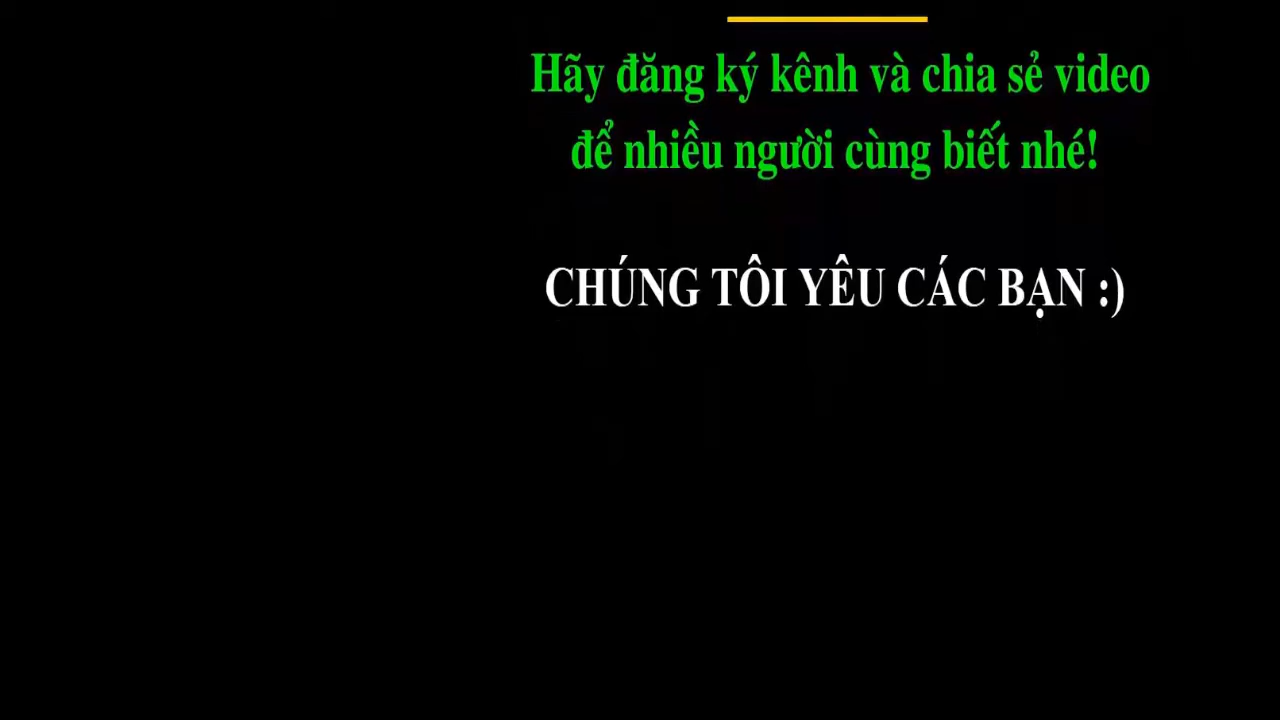 Hãy đăng ký kênh và chia sẻ video
để nhiều người cùng biết nhé!
CHÚNG TÔI YÊU CÁC BẠN :)